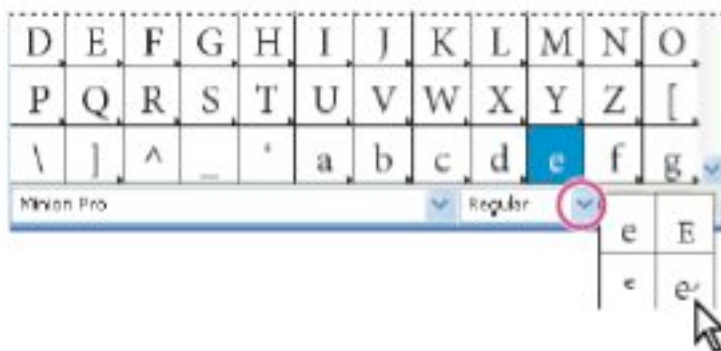 D E F G H I J K L M N O
P Q R S T U V W X Y Z [
\ ] ^ _ ‘ a b c d e f g
Minion Pro Regular
e E
e e